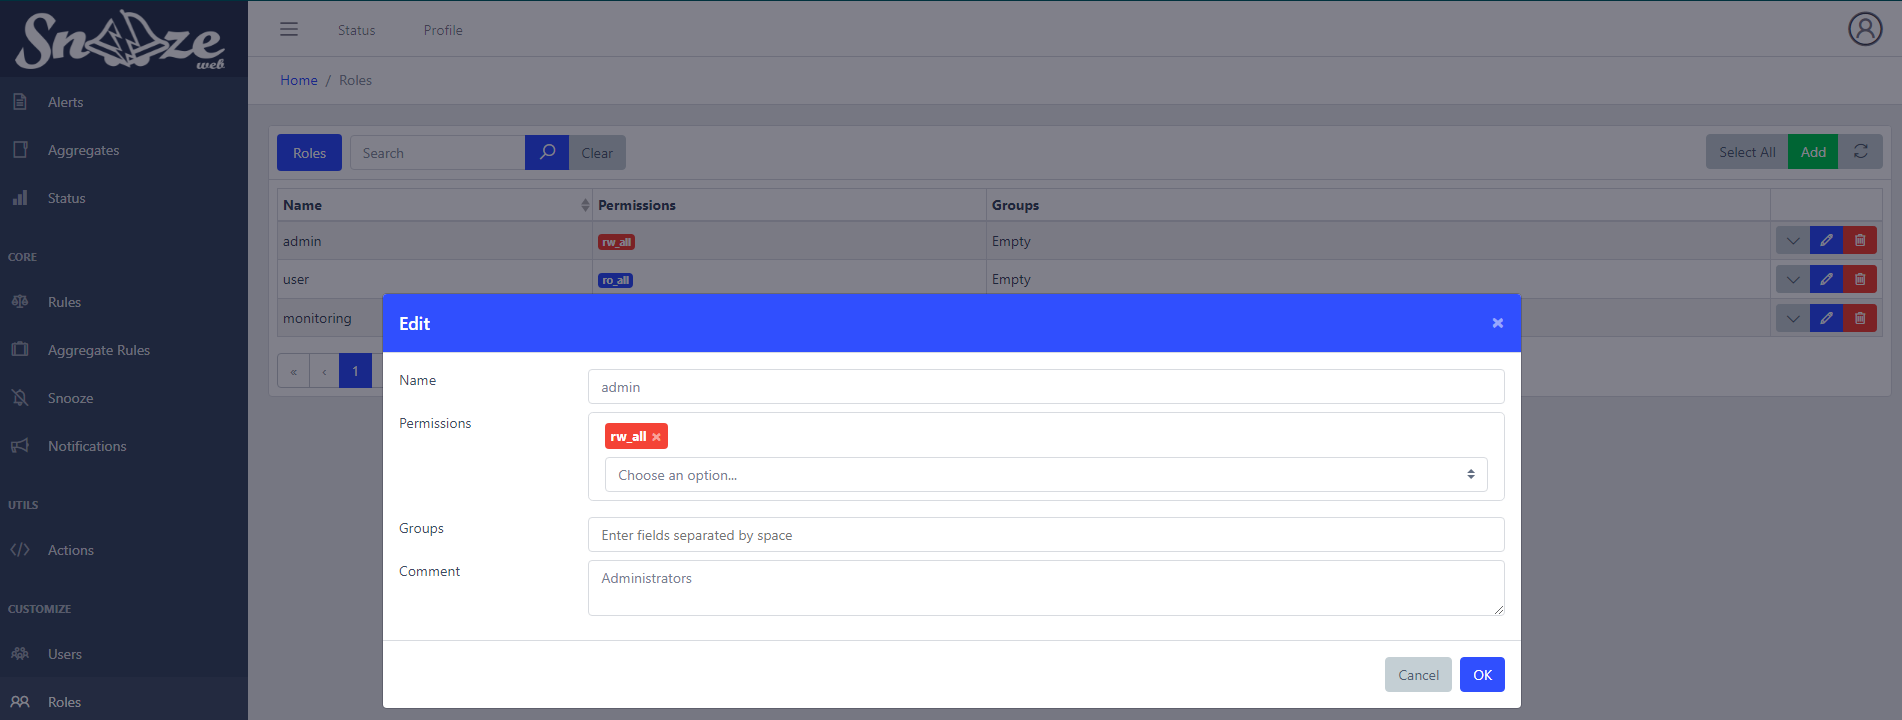 Snooze
web
Status Profile
Home / Roles
Alerts
Aggregates
Status
CORE
Rules
Aggregate Rules
Snooze
Notifications
UTILS
Actions
CUSTOMIZE
Users
Roles
Roles Search Clear Select All Add
Name Permissions Groups
admin rw_all Empty
user ro_all Empty
monitoring
« ‹ 1
Edit ×
Name admin
Permissions rw_all ×
Choose an option...
Groups Enter fields separated by space
Comment Administrators
Cancel OK